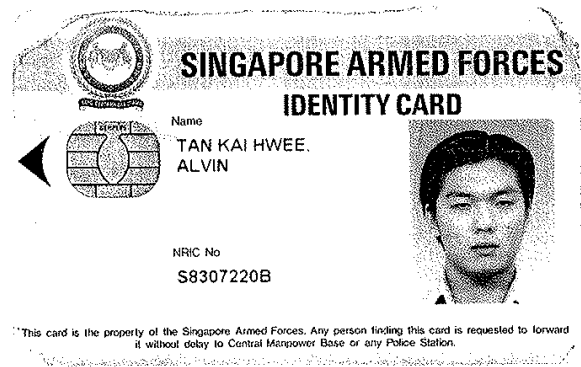 SINGAPORE ARMED FORCES
IDENTITY CARD
Name
TAN KAI HWEE,
ALVIN
NRIC No
S8307220B
This card is the property of the Singapore Armed Forces. Any person finding this card is requested to forward
it without delay to Central Manpower Base or any Police Station.